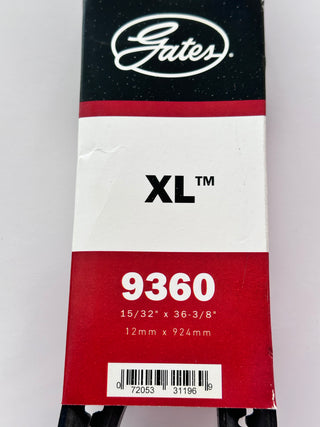 Gates
XL™
9360
15/32" x 36-3/8"
12mm x 924mm
0 72053 31196 9